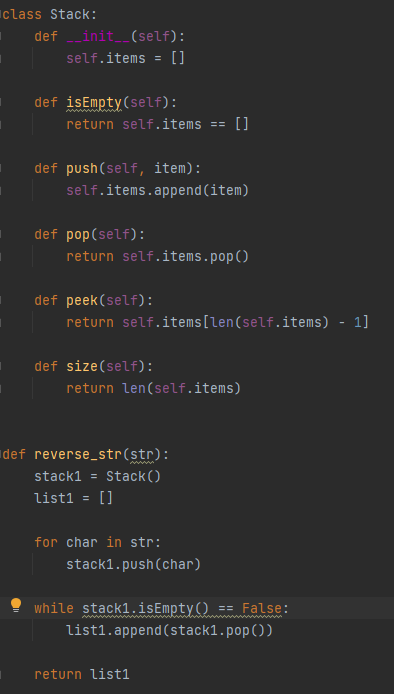 class Stack:
    def __init__(self):
        self.items = []

    def isEmpty(self):
        return self.items == []

    def push(self, item):
        self.items.append(item)

    def pop(self):
        return self.items.pop()

    def peek(self):
        return self.items[len(self.items) - 1]

    def size(self):
        return len(self.items)


def reverse_str(str):
    stack1 = Stack()
    list1 = []

    for char in str:
        stack1.push(char)

    while stack1.isEmpty() == False:
        list1.append(stack1.pop())

    return list1